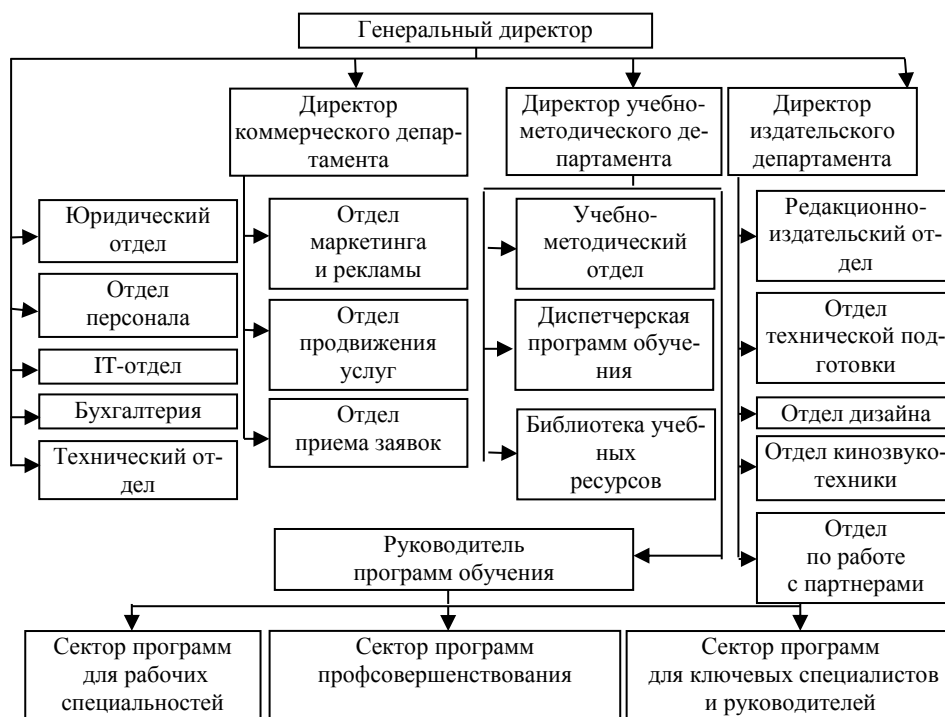 Генеральный директор
Директор
коммерческого депар-
тамента
Директор учебно-
методического де-
партамента
Директор
издательского
департамента
Юридический
отдел
Отдел
персонала
IT-отдел
Бухгалтерия
Технический от-
дел
Отдел
маркетинга
и рекламы
Отдел
продвижения
услуг
Отдел
приема заявок
Учебно-
методический
отдел
Диспетчерская
программ обуче-
ния
Библиотека учеб-
ных
ресурсов
Редакционно-
издательский от-
дел
Отдел
технической под-
готовки
Отдел дизайна
Отдел кинозвуко-
техники
Отдел
по работе
с партнерами
Руководитель
программ обучения
Сектор программ
для рабочих
специальностей
Сектор программ
профсовершенствования
Сектор программ
для ключевых специалистов
и руководителей